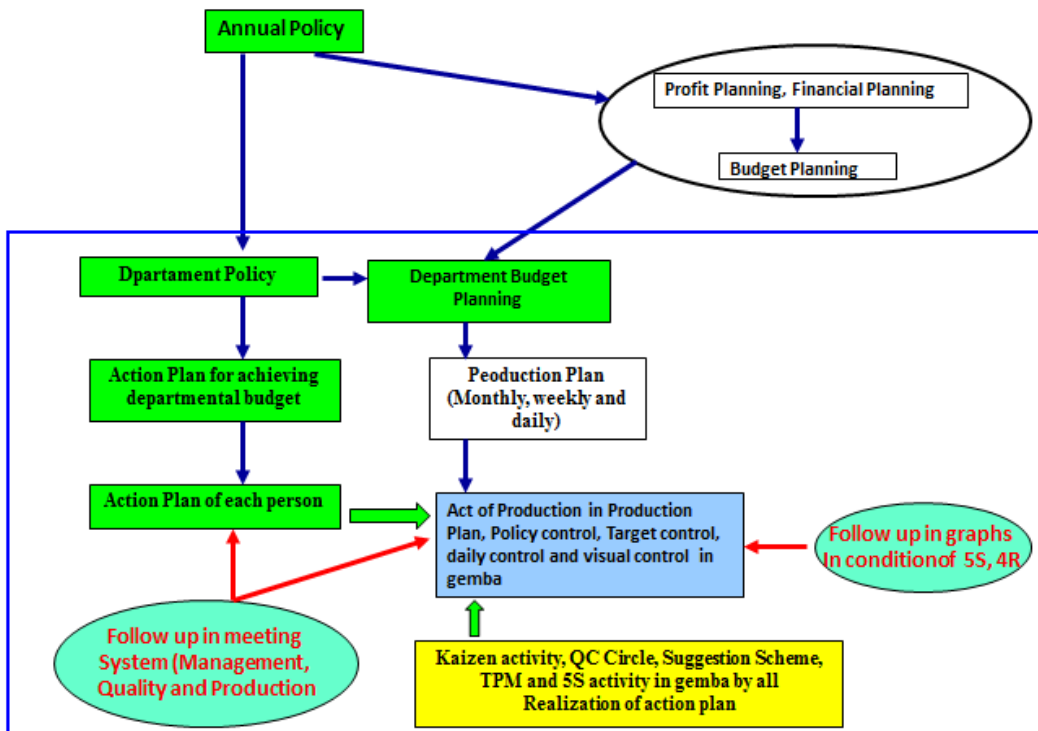 Annual Policy
Profit Planning, Financial Planning
Budget Planning
Dpartament Policy
Department Budget
Planning
Action Plan for achieving
departmental budget
Peoduction Plan
(Monthly, weekly and
daily)
Action Plan of each person
Act of Production in Production
Plan, Policy control, Target control,
daily control and visual control in
gemba
Follow up in graphs
In conditionof 5S, 4R
Follow up in meeting
System (Management,
Quality and Production
Kaizen activity, QC Circle, Suggestion Scheme,
TPM and 5S activity in gemba by all
Realization of action plan